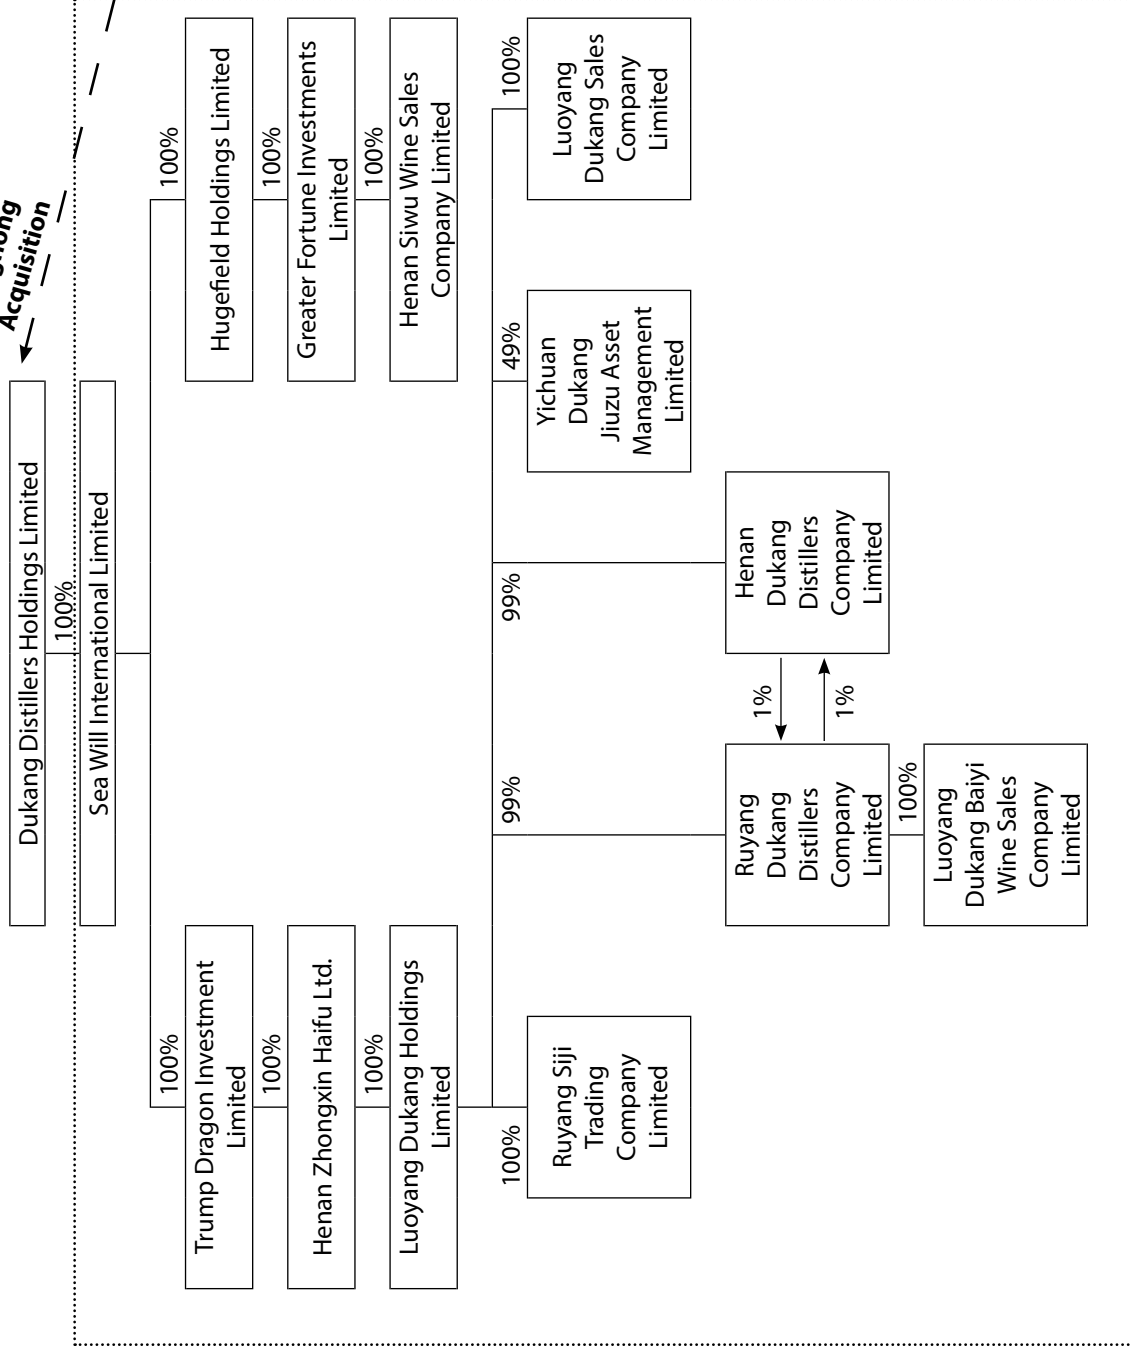 Acquisition
Dukang Distillers Holdings Limited
100%
Sea Will International Limited
100%
100%
Trump Dragon Investment
Limited
Hugefield Holdings Limited
100%
100%
Henan Zhongxin Haifu Ltd.
Greater Fortune Investments
Limited
100%
100%
Luoyang Dukang Holdings
Limited
Henan Siwu Wine Sales
Company Limited
100%
99%
99%
49%
100%
Ruyang Siji
Trading
Company
Limited
Yichuan
Dukang
Jiuzu Asset
Management
Limited
Luoyang
Dukang Sales
Company
Limited
Ruyang
Dukang
Distillers
Company
Limited
1%
1%
Henan
Dukang
Distillers
Company
Limited
100%
Luoyang
Dukang Baiyi
Wine Sales
Company
Limited